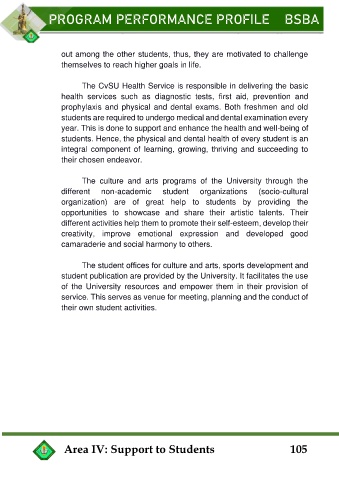 PROGRAM PERFORMANCE PROFILE BSBA
out among the other students, thus, they are motivated to challenge
themselves to reach higher goals in life.
The CvSU Health Service is responsible in delivering the basic
health services such as diagnostic tests, first aid, prevention and
prophylaxis and physical and dental exams. Both freshmen and old
students are required to undergo medical and dental examination every
year. This is done to support and enhance the health and well-being of
students. Hence, the physical and dental health of every student is an
integral component of learning, growing, thriving and succeeding to
their chosen endeavor.
The culture and arts programs of the University through the
different non-academic student organizations (socio-cultural
organization) are of great help to students by providing the
opportunities to showcase and share their artistic talents. Their
different activities help them to promote their self-esteem, develop their
creativity, improve emotional expression and developed good
camaraderie and social harmony to others.
The student offices for culture and arts, sports development and
student publication are provided by the University. It facilitates the use
of the University resources and empower them in their provision of
service. This serves as venue for meeting, planning and the conduct of
their own student activities.
Area IV: Support to Students 105